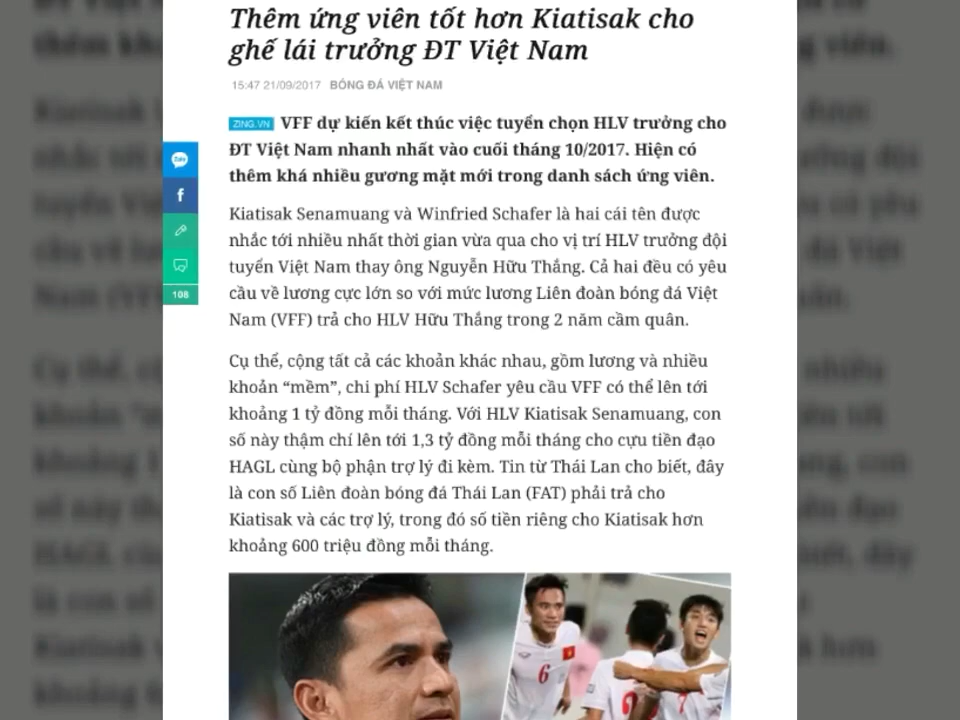 Thêm ứng viên tốt hơn Kiatisak cho
ghế lái trưởng ĐT Việt Nam
15:47 21/09/2017 BÓNG ĐÁ VIỆT NAM
ZING.VN VFF dự kiến kết thúc việc tuyển chọn HLV trưởng cho
ĐT Việt Nam nhanh nhất vào cuối tháng 10/2017. Hiện có
thêm khá nhiều gương mặt mới trong danh sách ứng viên.
Kiatisak Senamuang và Winfried Schafer là hai cái tên được
nhắc tới nhiều nhất thời gian vừa qua cho vị trí HLV trưởng đội
tuyển Việt Nam thay ông Nguyễn Hữu Thắng. Cả hai đều có yêu
cầu về lương cực lớn so với mức lương Liên đoàn bóng đá Việt
Nam (VFF) trả cho HLV Hữu Thắng trong 2 năm cầm quân.
Cụ thể, cộng tất cả các khoản khác nhau, gồm lương và nhiều
khoản “mềm”, chi phí HLV Schafer yêu cầu VFF có thể lên tới
khoảng 1 tỷ đồng mỗi tháng. Với HLV Kiatisak Senamuang, con
số này thậm chí lên tới 1,3 tỷ đồng mỗi tháng cho cựu tiền đạo
HAGL cùng bộ phận trợ lý đi kèm. Tin từ Thái Lan cho biết, đây
là con số Liên đoàn bóng đá Thái Lan (FAT) phải trả cho
Kiatisak và các trợ lý, trong đó số tiền riêng cho Kiatisak hơn
khoảng 600 triệu đồng mỗi tháng.
Zalo
f
108
6
7